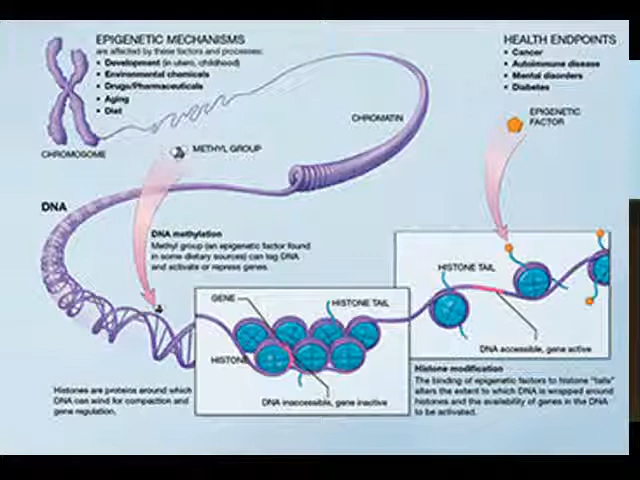 EPIGENETIC MECHANISMS
are affected by these factors and processes:
• Development (in utero, childhood)
• Environmental chemicals
• Drugs/Pharmaceuticals
• Aging
• Diet
HEALTH ENDPOINTS
• Cancer
• Autoimmune disease
• Mental disorders
• Diabetes
EPIGENETIC
FACTOR
CHROMATIN
CHROMOSOME
METHYL GROUP
DNA
DNA methylation
Methyl group (an epigenetic factor found
in some dietary sources) can tag DNA
and activate or repress genes.
HISTONE TAIL
GENE
HISTONE TAIL
HISTONE
DNA accessible, gene active
DNA inaccessible, gene inactive
Histones are proteins around which
DNA can wind for compaction and
gene regulation.
Histone modification
The binding of epigenetic factors to histone "tails"
alters the extent to which DNA is wrapped around
histones and the availability of genes in the DNA
to be activated.